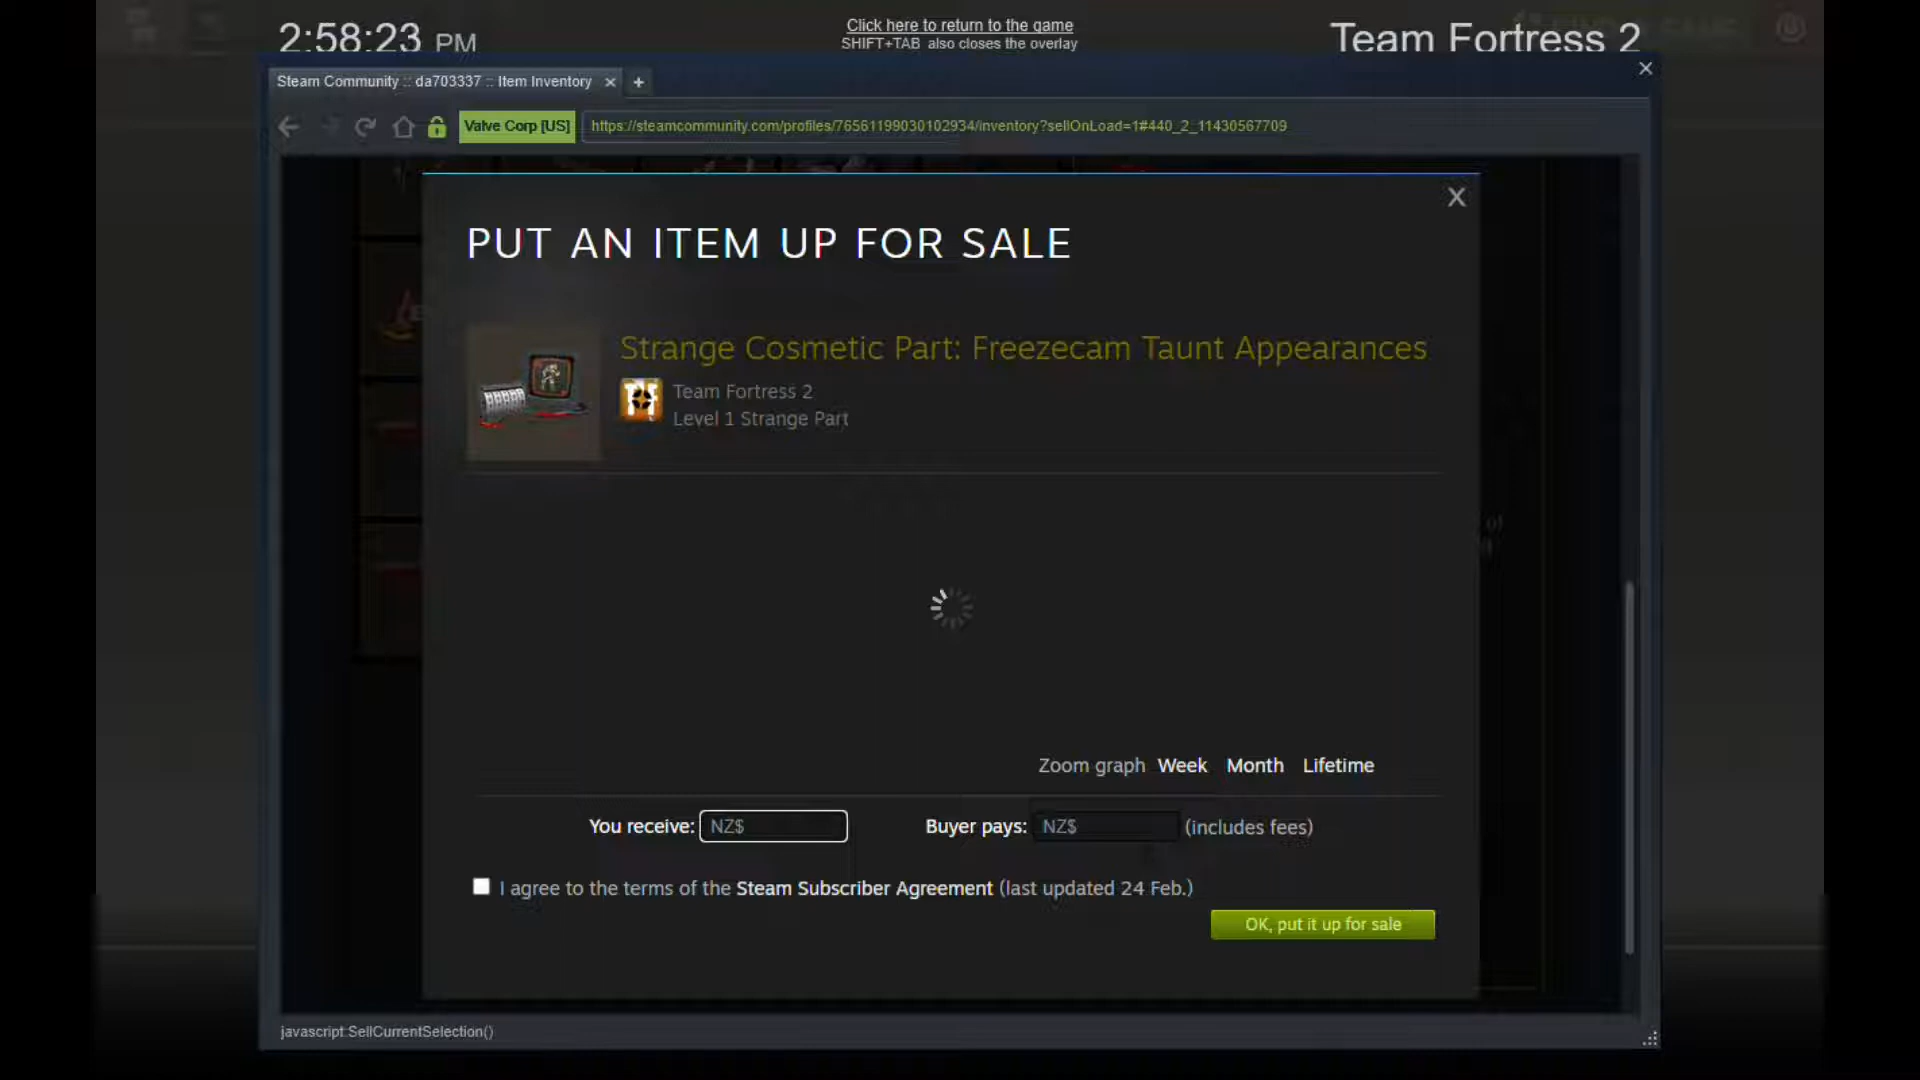 2:58:23 PM
Click here to return to the game
SHIFT+TAB also closes the overlay
Team Fortress 2
Steam Community :: da703337 :: Item Inventory
Valve Corp [US]
https://steamcommunity.com/profiles/76561199030102934/inventory?sellOnLoad=1#440_2_11430567709
PUT AN ITEM UP FOR SALE
Strange Cosmetic Part: Freezecam Taunt Appearances
Team Fortress 2
Level 1 Strange Part
of
Zoom graph Week Month Lifetime
You receive: NZ$ Buyer pays: NZ$ (includes fees)
I agree to the terms of the Steam Subscriber Agreement (last updated 24 Feb.)
OK, put it up for sale
javascript:SellCurrentSelection()